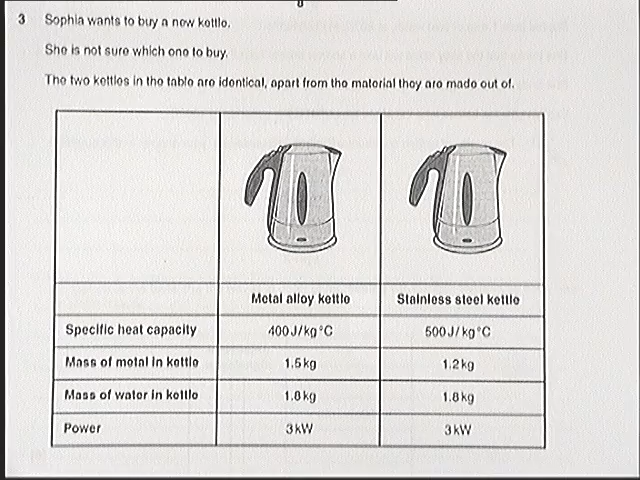 3 Sophia wants to buy a new kettle.
She is not sure which one to buy.
The two kettles in the table are identical, apart from the material they are made out of.
Metal alloy kettle Stainless steel kettle
Specific heat capacity 400 J/kg°C 500 J/kg°C
Mass of metal in kettle 1.5 kg 1.2 kg
Mass of water in kettle 1.8 kg 1.8 kg
Power 3 kW 3 kW